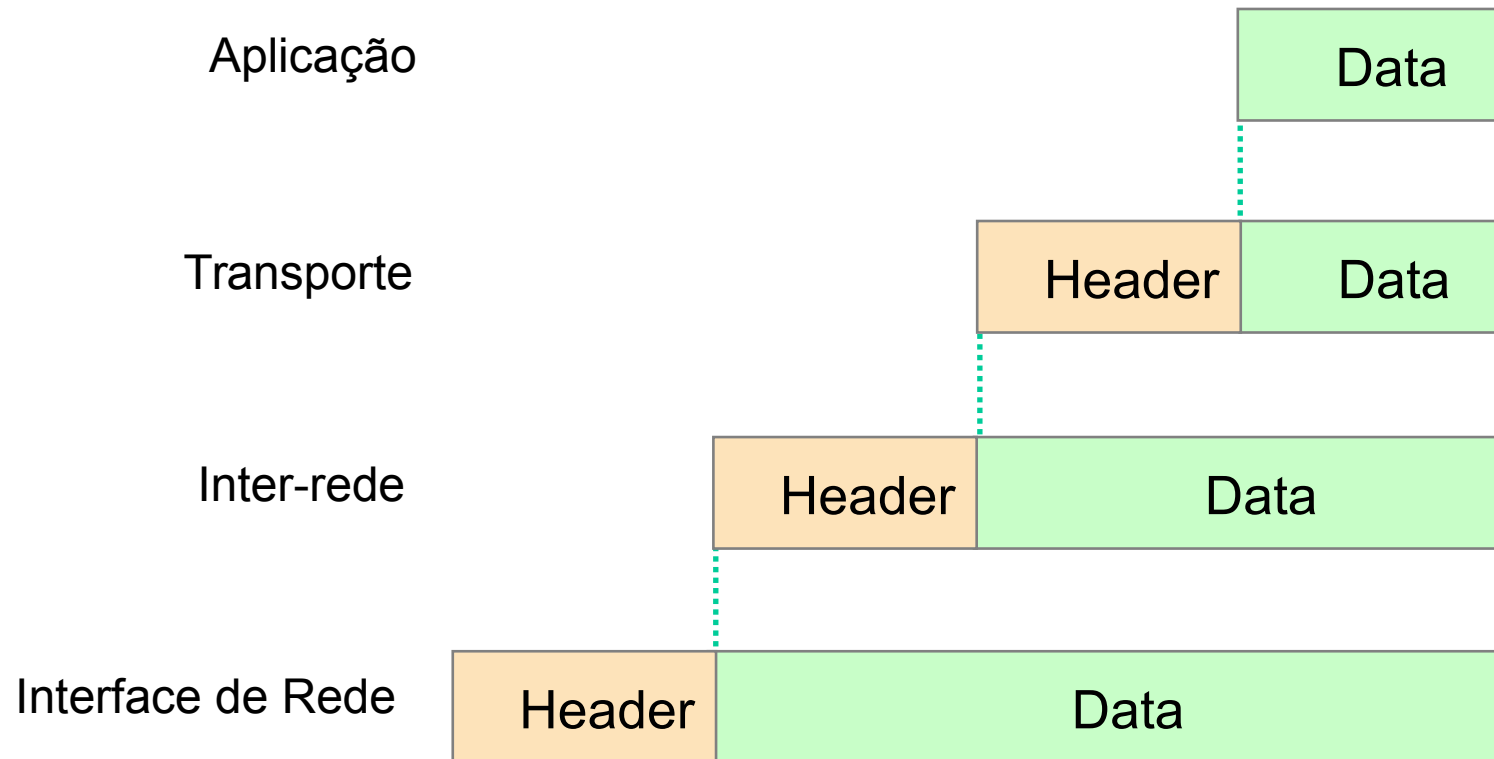 Aplicação
Data
Transporte
Header
Data
Inter-rede
Header
Data
Interface de Rede
Header
Data